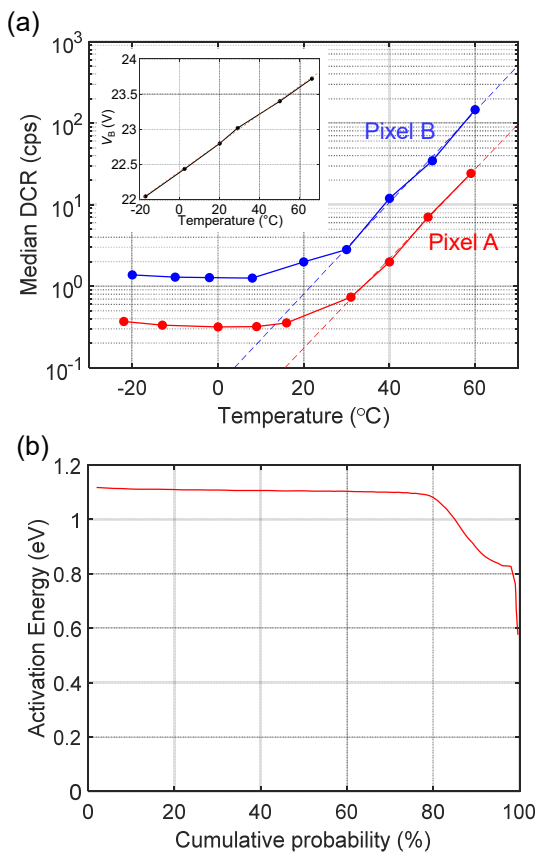 (a)
Median DCR (cps)
10³
10²
10¹
10⁰
10⁻¹
-20 0 20 40 60
Temperature (°C)
Pixel B
Pixel A
V_B (V)
24
23.5
23
22.5
22
-20 0 20 40 60
Temperature (°C)
(b)
Activation Energy (eV)
1.2
1
0.8
0.6
0.4
0.2
0
0 20 40 60 80 100
Cumulative probability (%)